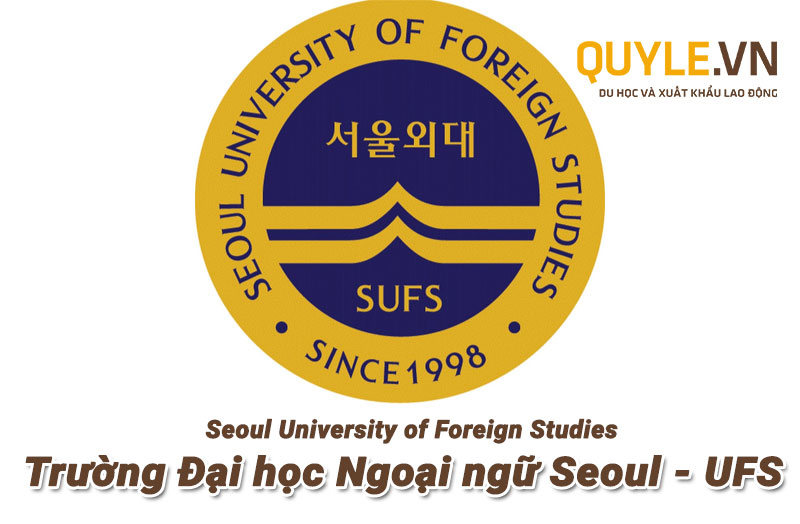 SEOUL UNIVERSITY OF FOREIGN STUDIES
서울외대
SUFS
SINCE1998
QUYLE.VN
DU HỌC VÀ XUẤT KHẨU LAO ĐỘNG
Seoul University of Foreign Studies
Trường Đại học Ngoại ngữ Seoul - UFS